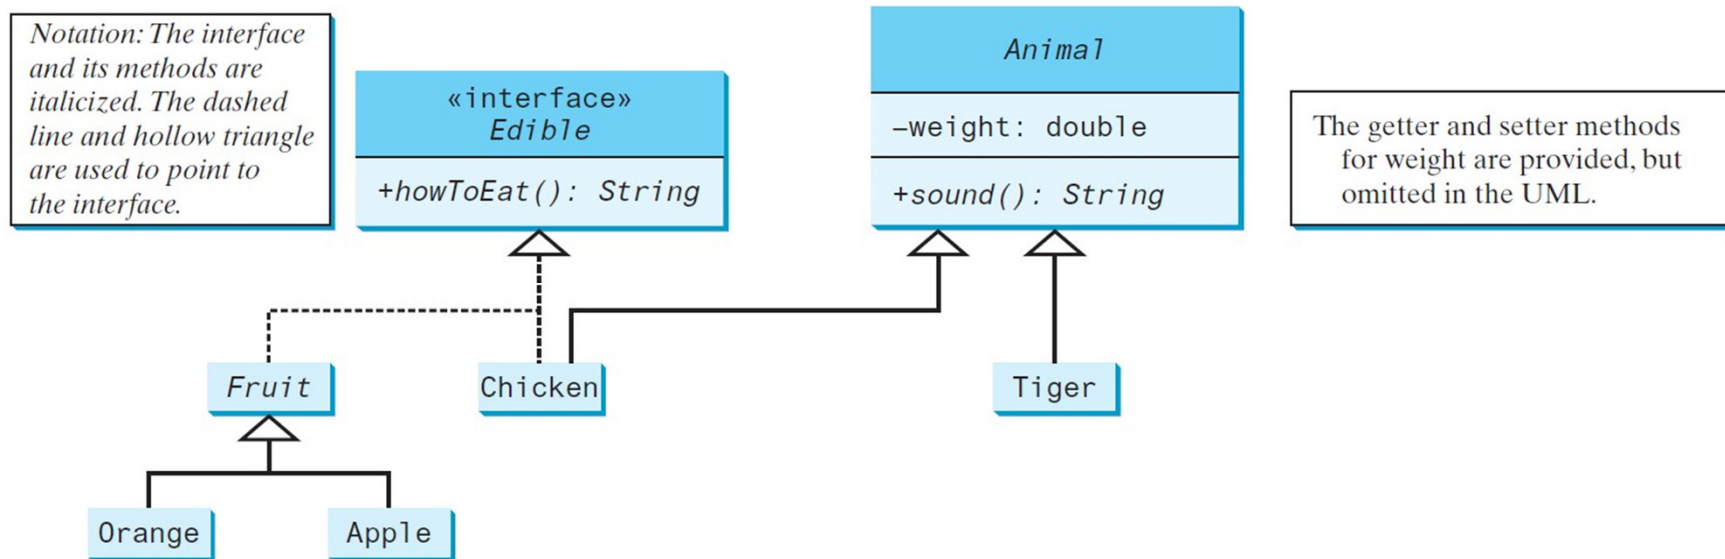 Notation: The interface
and its methods are
italicized. The dashed
line and hollow triangle
are used to point to
the interface.
«interface»
Edible
+howToEat(): String
Animal
–weight: double
+sound(): String
The getter and setter methods
for weight are provided, but
omitted in the UML.
Fruit
Chicken
Tiger
Orange
Apple